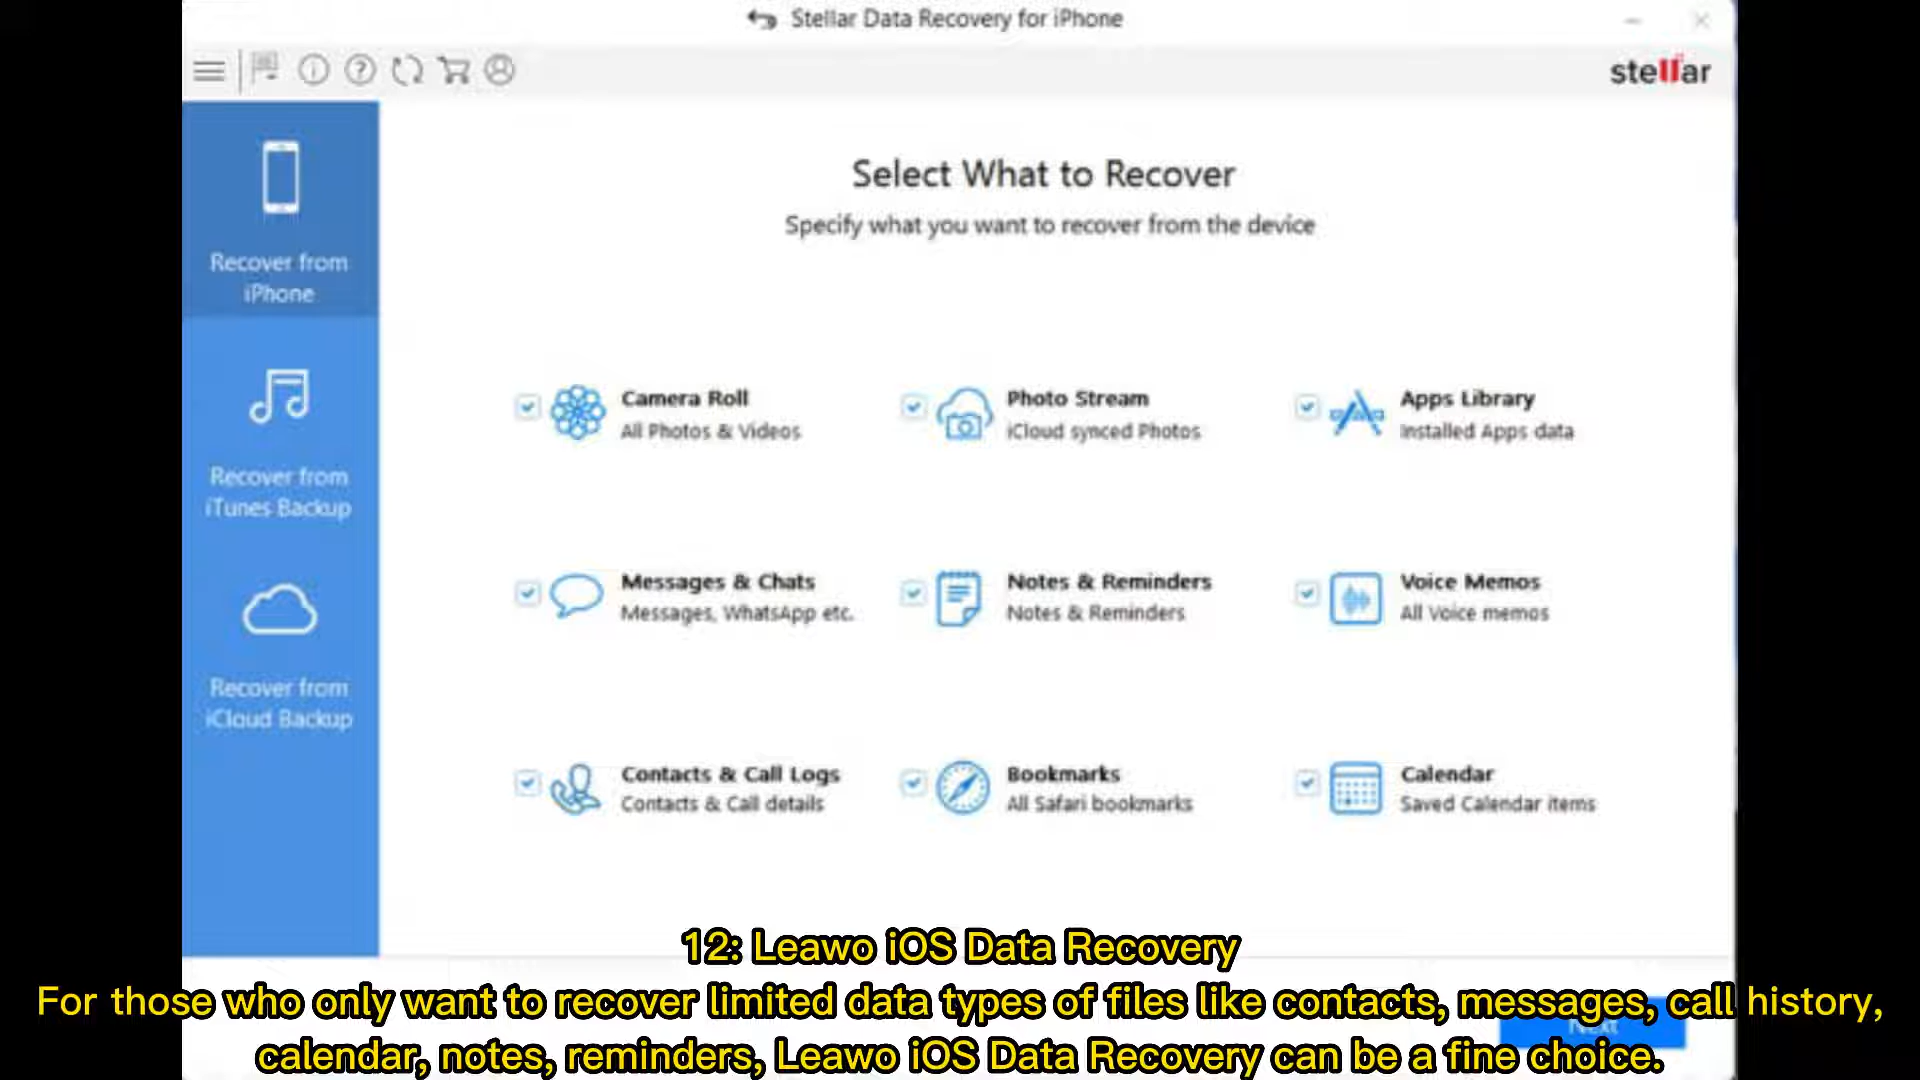 Stellar Data Recovery for iPhone
stellar
Recover from
iPhone
Recover from
iTunes Backup
Recover from
iCloud Backup
Select What to Recover
Specify what you want to recover from the device
Camera Roll
All Photos & Videos
Photo Stream
iCloud synced Photos
Apps Library
Installed Apps data
Messages & Chats
Messages, WhatsApp etc.
Notes & Reminders
Notes & Reminders
Voice Memos
All Voice memos
Contacts & Call Logs
Contacts & Call details
Bookmarks
All Safari bookmarks
Calendar
Saved Calendar items
Next
12: Leawo iOS Data Recovery
For those who only want to recover limited data types of files like contacts, messages, call history,
calendar, notes, reminders, Leawo iOS Data Recovery can be a fine choice.